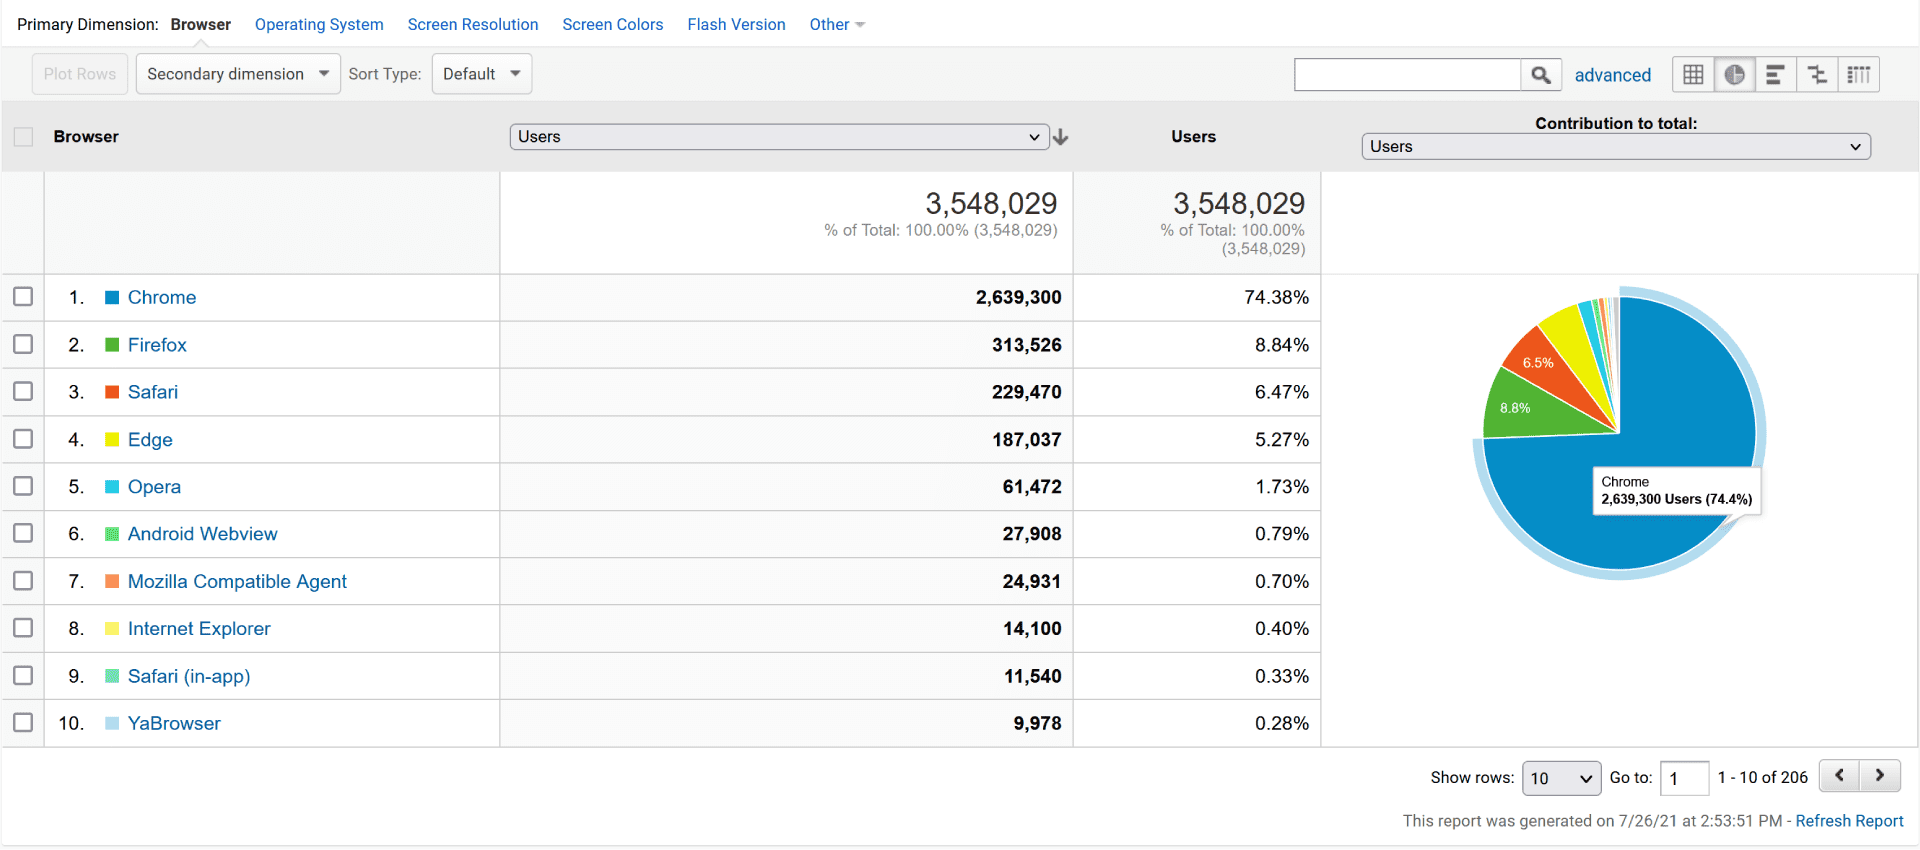 Primary Dimension: Browser Operating System Screen Resolution Screen Colors Flash Version Other
Plot Rows Secondary dimension Sort Type: Default advanced
Browser Users Users Contribution to total:
Users
3,548,029 3,548,029
% of Total: 100.00% (3,548,029) % of Total: 100.00%
(3,548,029)
1. Chrome 2,639,300 74.38%
2. Firefox 313,526 8.84%
3. Safari 229,470 6.47%
4. Edge 187,037 5.27%
5. Opera 61,472 1.73%
6. Android Webview 27,908 0.79%
7. Mozilla Compatible Agent 24,931 0.70%
8. Internet Explorer 14,100 0.40%
9. Safari (in-app) 11,540 0.33%
10. YaBrowser 9,978 0.28%
6.5%
8.8%
Chrome
2,639,300 Users (74.4%)
Show rows: 10 Go to: 1 1 - 10 of 206
This report was generated on 7/26/21 at 2:53:51 PM - Refresh Report